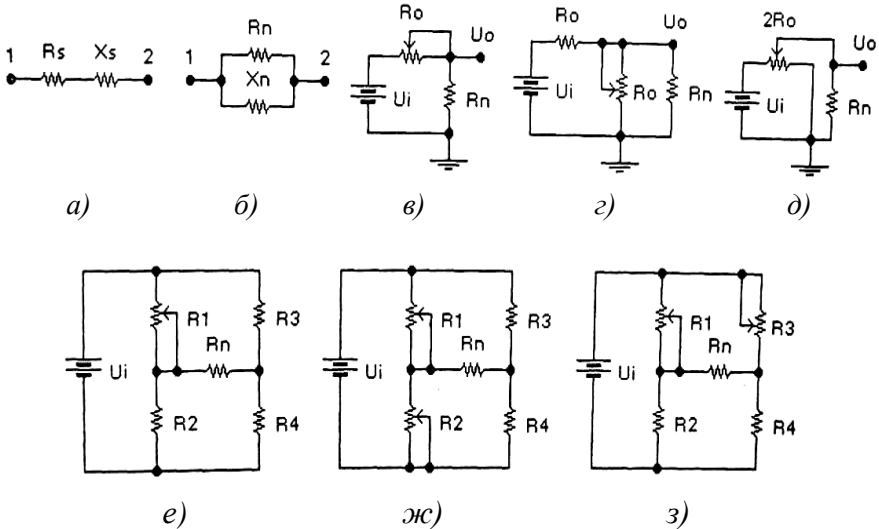 1 Rs Xs 2
а)
1 Rn 2
Xn
б)
Ro
Uo
Ui
Rn
в)
Ro
Uo
Ui
Ro
Rn
г)
2Ro
Uo
Ui
Rn
д)
Ui
R1
R3
Rn
R2
R4
е)
Ui
R1
R3
Rn
R2
R4
ж)
Ui
R1
R3
Rn
R2
R4
з)